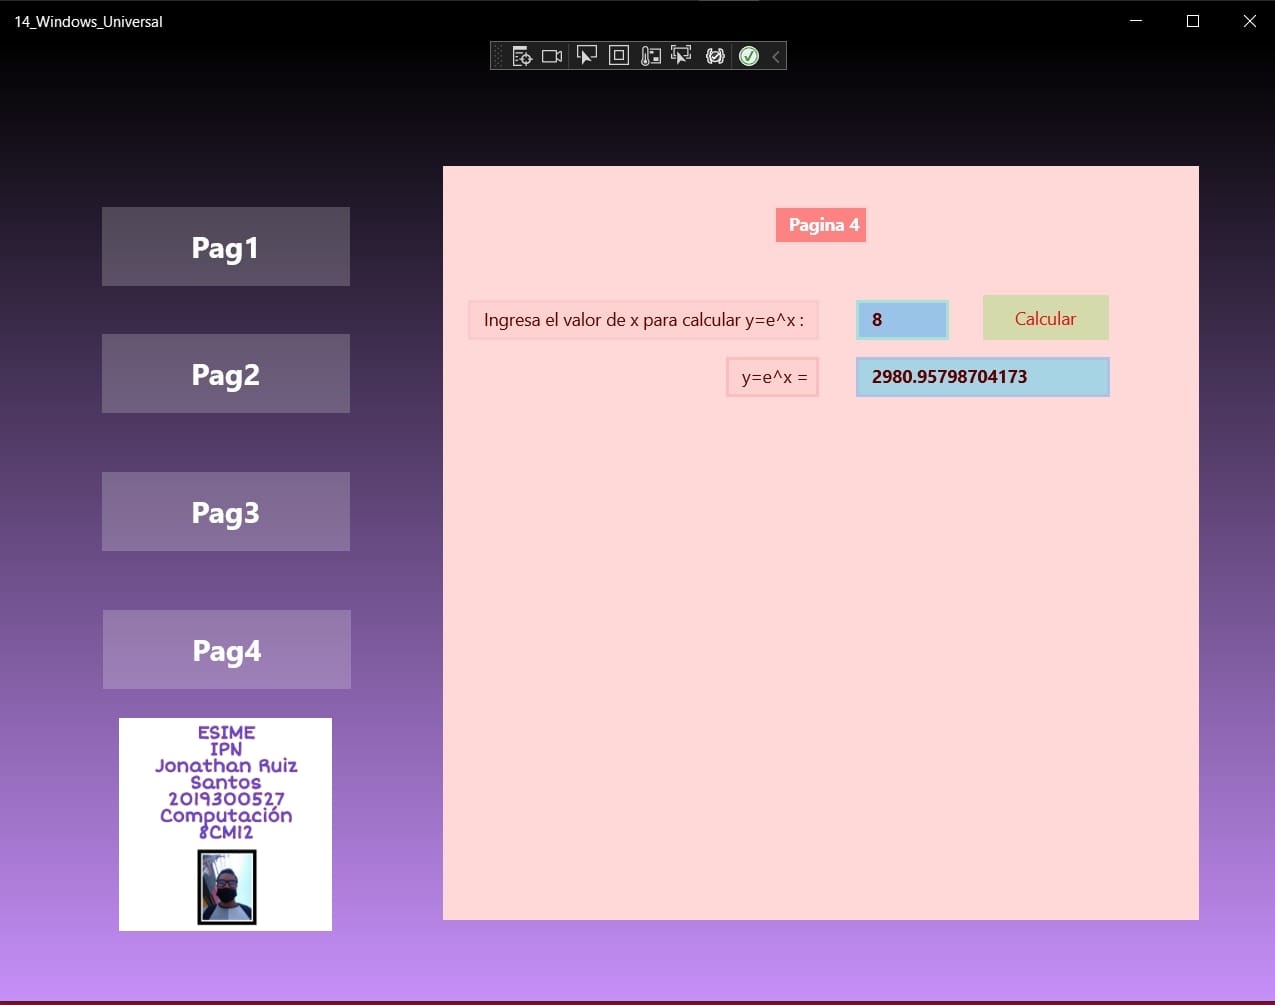 14_Windows_Universal
Pag1
Pag2
Pag3
Pag4
ESIME
IPN
Jonathan Ruiz
Santos
2019300527
Computación
8CM12
Pagina 4
Ingresa el valor de x para calcular y=e^x :
8
Calcular
y=e^x =
2980.95798704173